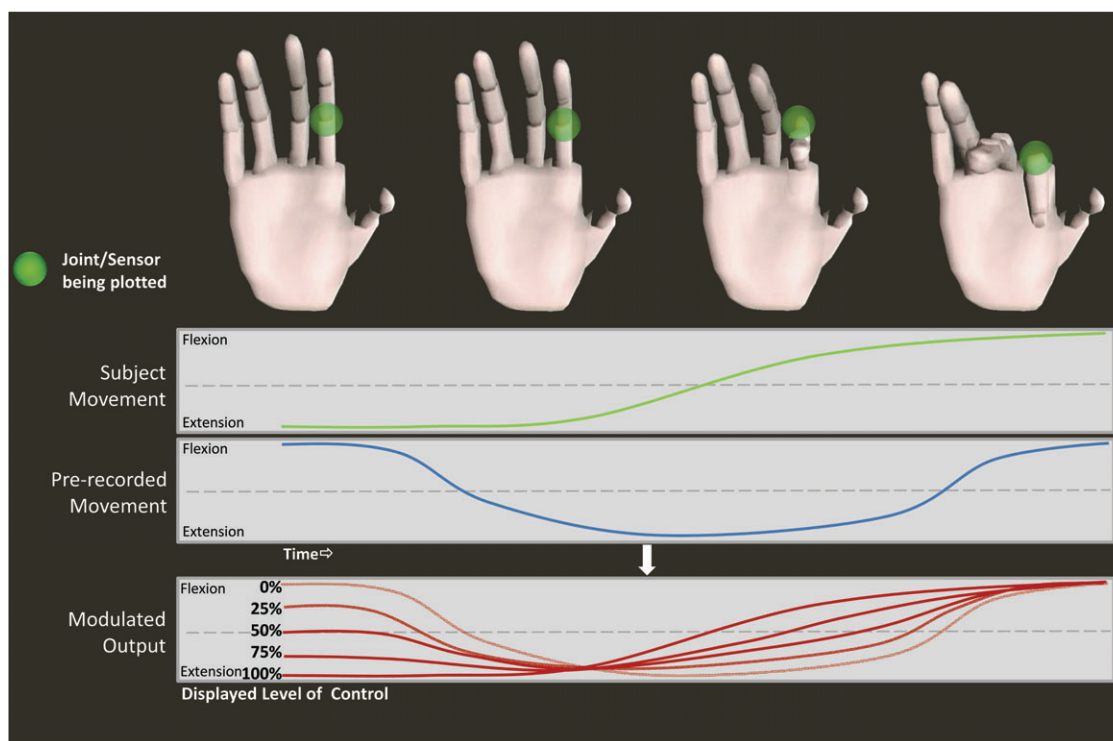 Joint/Sensor
being plotted
Flexion
Subject
Movement
Extension
Flexion
Pre-recorded
Movement
Extension
Time⇨
Flexion
0%
25%
Modulated
Output
50%
75%
Extension
100%
Displayed Level of Control